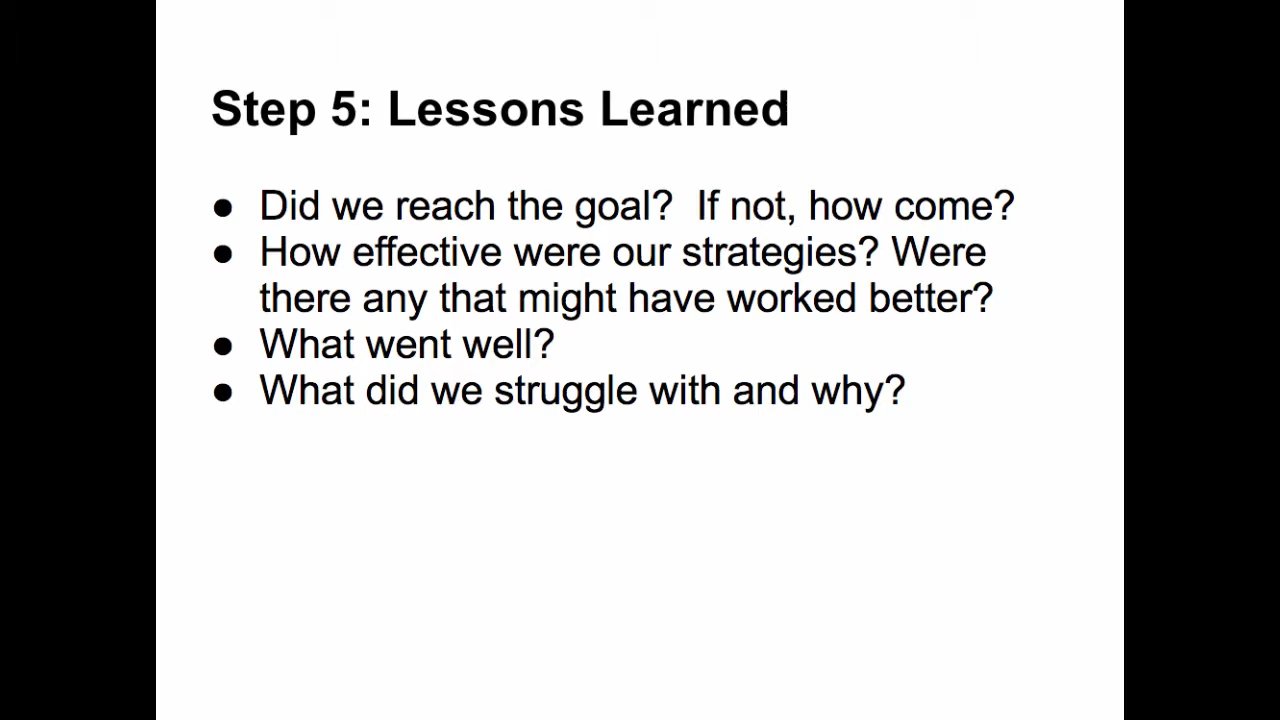 Step 5: Lessons Learned
● Did we reach the goal?  If not, how come?
● How effective were our strategies? Were
there any that might have worked better?
● What went well?
● What did we struggle with and why?